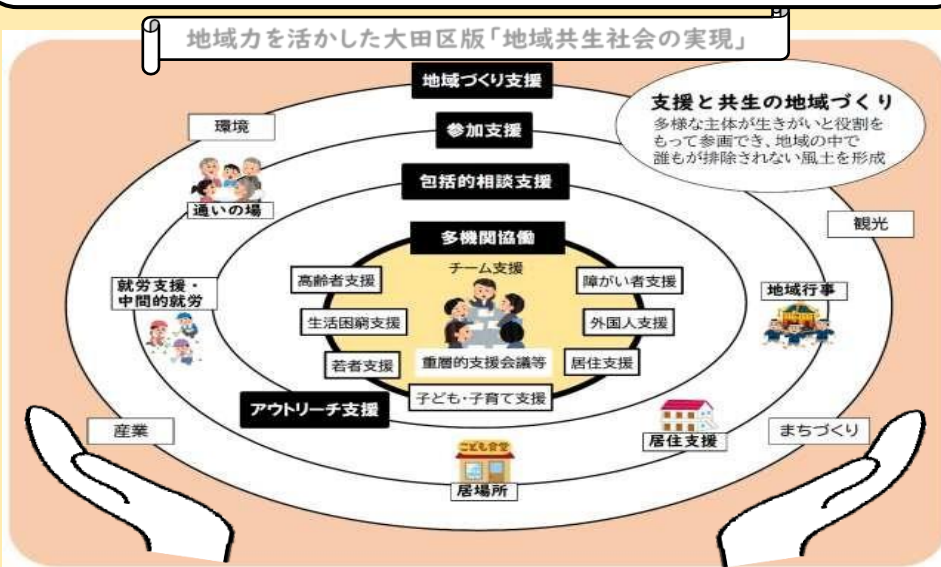 地域力を活かした大田区版「地域共生社会の実現」
地域づくり支援
支援と共生の地域づくり
多様な主体が生きがいと役割を
もって参画でき、地域の中で
誰もが排除されない風土を形成
環境
参加支援
包括的相談支援
通いの場
観光
多機関協働
チーム支援
高齢者支援
障がい者支援
就労支援・
中間的就労
地域行事
生活困窮支援
外国人支援
若者支援
重層的支援会議等
居住支援
子ども・子育て支援
アウトリーチ支援
産業
まちづくり
居住支援
こども食堂
居場所